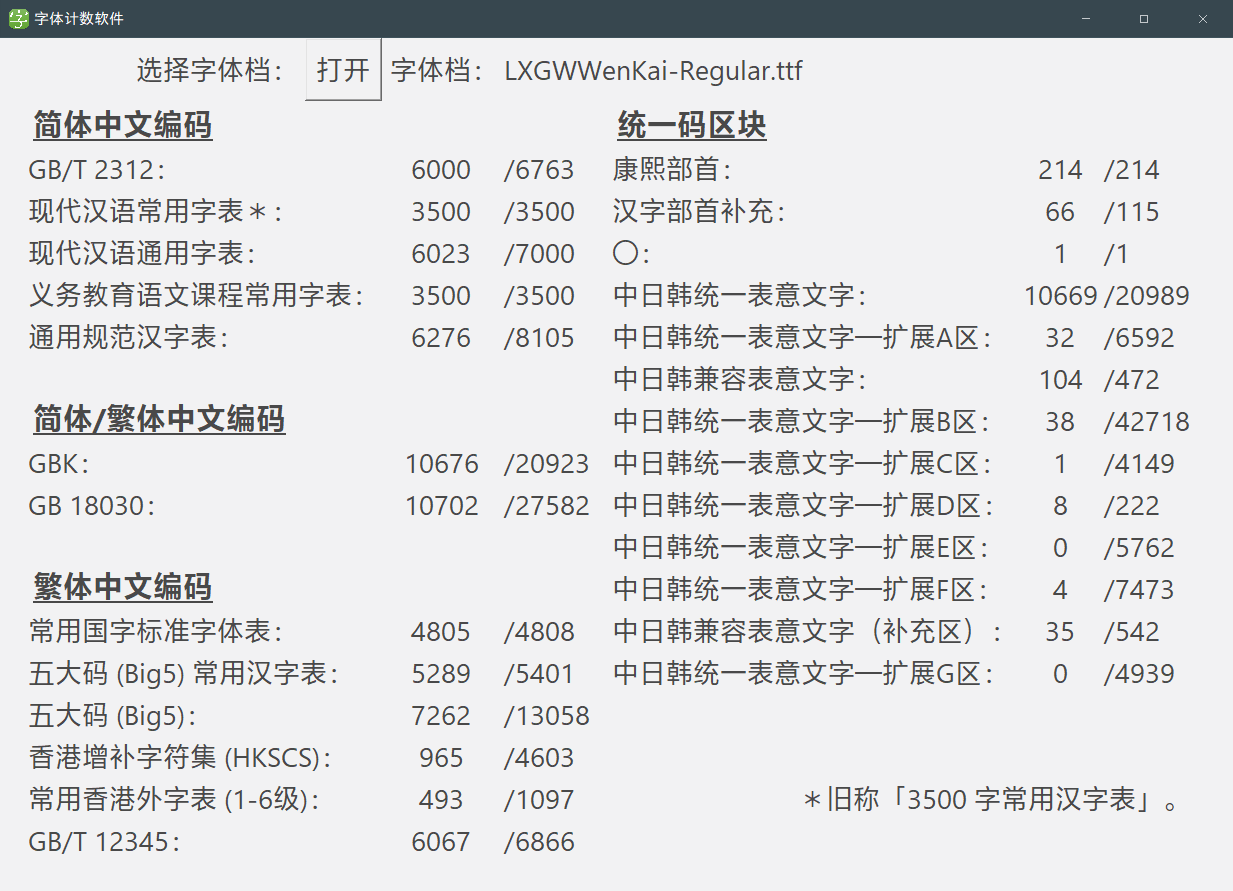 字体计数软件
选择字体档： 打开 字体档： LXGWWenKai-Regular.ttf
简体中文编码
GB/T 2312： 6000 /6763
现代汉语常用字表＊： 3500 /3500
现代汉语通用字表： 6023 /7000
义务教育语文课程常用字表： 3500 /3500
通用规范汉字表： 6276 /8105
简体/繁体中文编码
GBK： 10676 /20923
GB 18030： 10702 /27582
繁体中文编码
常用国字标准字体表： 4805 /4808
五大码 (Big5) 常用汉字表： 5289 /5401
五大码 (Big5)： 7262 /13058
香港增补字符集 (HKSCS)： 965 /4603
常用香港外字表 (1-6级)： 493 /1097
GB/T 12345： 6067 /6866
统一码区块
康熙部首： 214 /214
汉字部首补充： 66 /115
〇： 1 /1
中日韩统一表意文字： 10669 /20989
中日韩统一表意文字—扩展A区： 32 /6592
中日韩兼容表意文字： 104 /472
中日韩统一表意文字—扩展B区： 38 /42718
中日韩统一表意文字—扩展C区： 1 /4149
中日韩统一表意文字—扩展D区： 8 /222
中日韩统一表意文字—扩展E区： 0 /5762
中日韩统一表意文字—扩展F区： 4 /7473
中日韩兼容表意文字（补充区）： 35 /542
中日韩统一表意文字—扩展G区： 0 /4939
＊旧称「3500 字常用汉字表」。